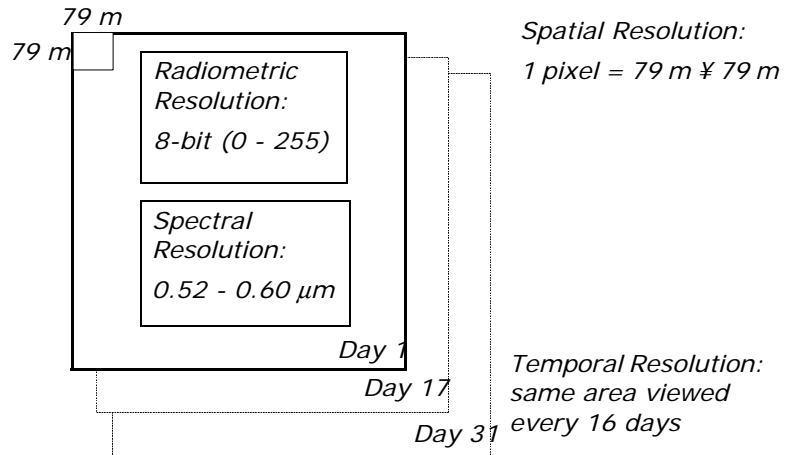 79 m
79 m
Spatial Resolution:
1 pixel = 79 m ¥ 79 m
Radiometric
Resolution:
8-bit (0 - 255)
Spectral
Resolution:
0.52 - 0.60 µm
Day 1
Day 17
Day 31
Temporal Resolution:
same area viewed
every 16 days